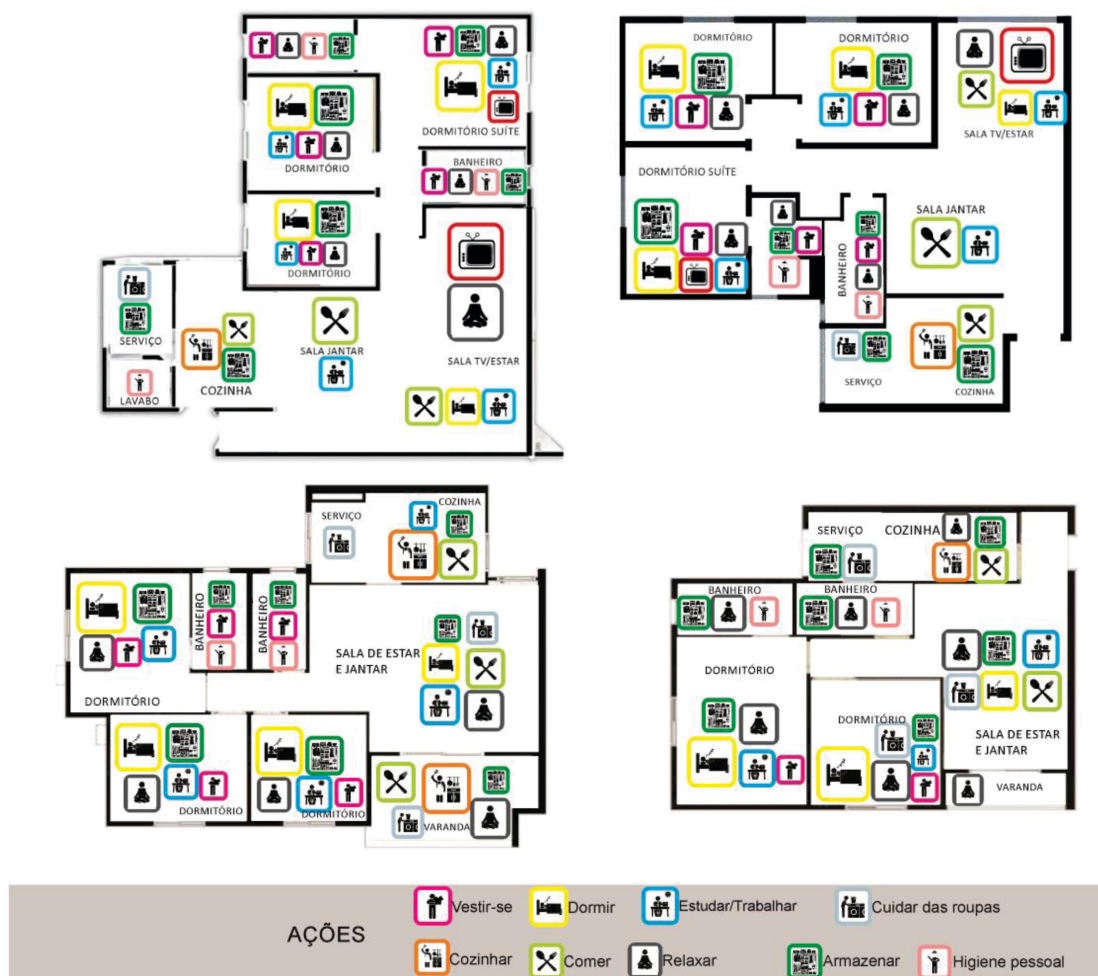 DORMITÓRIO SUÍTE
DORMITÓRIO
BANHEIRO
DORMITÓRIO
SERVIÇO
LAVABO
COZINHA
SALA JANTAR
SALA TV/ESTAR
DORMITÓRIO
DORMITÓRIO
SALA TV/ESTAR
DORMITÓRIO SUÍTE
SALA JANTAR
BANHEIRO
SERVIÇO
COZINHA
SERVIÇO
COZINHA
BANHEIRO
BANHEIRO
SALA DE ESTAR
E JANTAR
DORMITÓRIO
DORMITÓRIO
DORMITÓRIO
VARANDA
SERVIÇO
COZINHA
BANHEIRO
BANHEIRO
DORMITÓRIO
DORMITÓRIO
SALA DE ESTAR
E JANTAR
VARANDA
AÇÕES
Vestir-se
Dormir
Estudar/Trabalhar
Cuidar das roupas
Cozinhar
Comer
Relaxar
Armazenar
Higiene pessoal